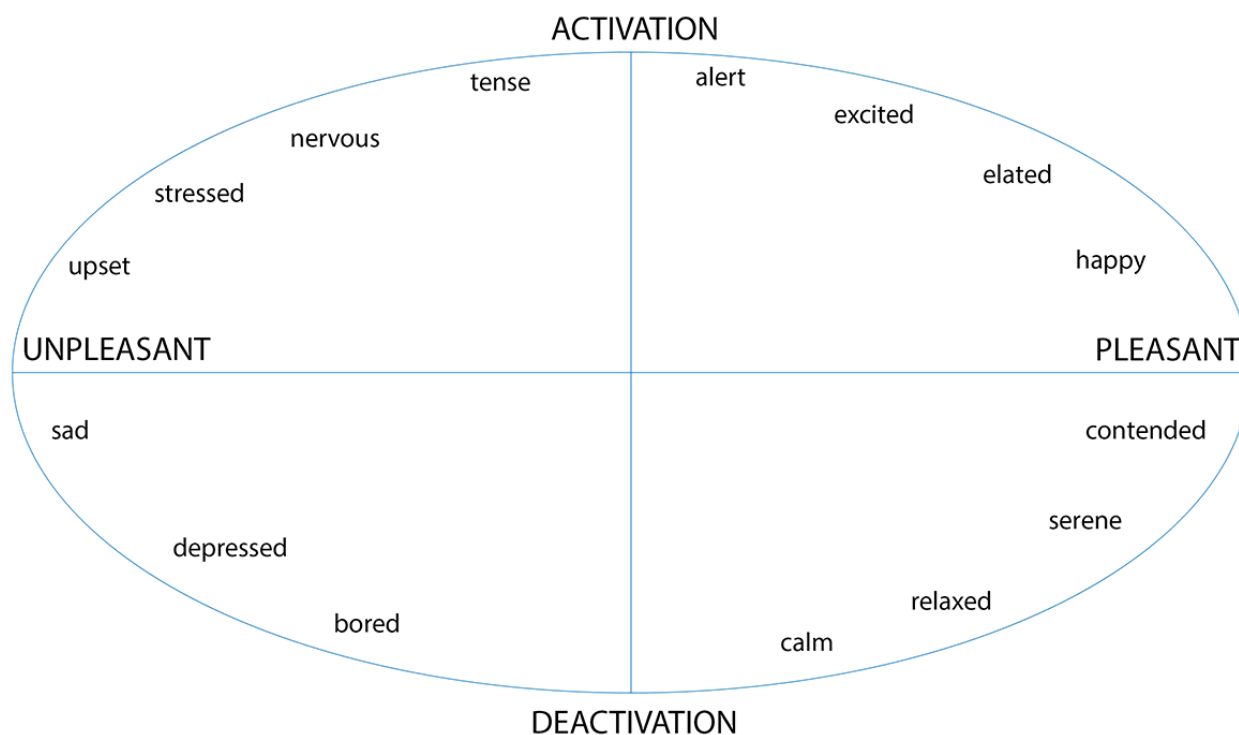 ACTIVATION
tense
alert
excited
nervous
elated
stressed
happy
upset
UNPLEASANT
PLEASANT
sad
contended
serene
depressed
relaxed
bored
calm
DEACTIVATION